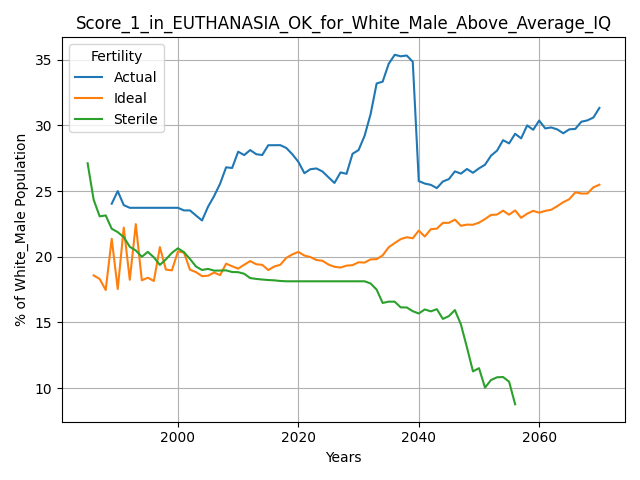 Score_1_in_EUTHANASIA_OK_for_White_Male_Above_Average_IQ
Fertility
Actual
Ideal
Sterile
% of White_Male Population
35
30
25
20
15
10
2000
2020
2040
2060
Years